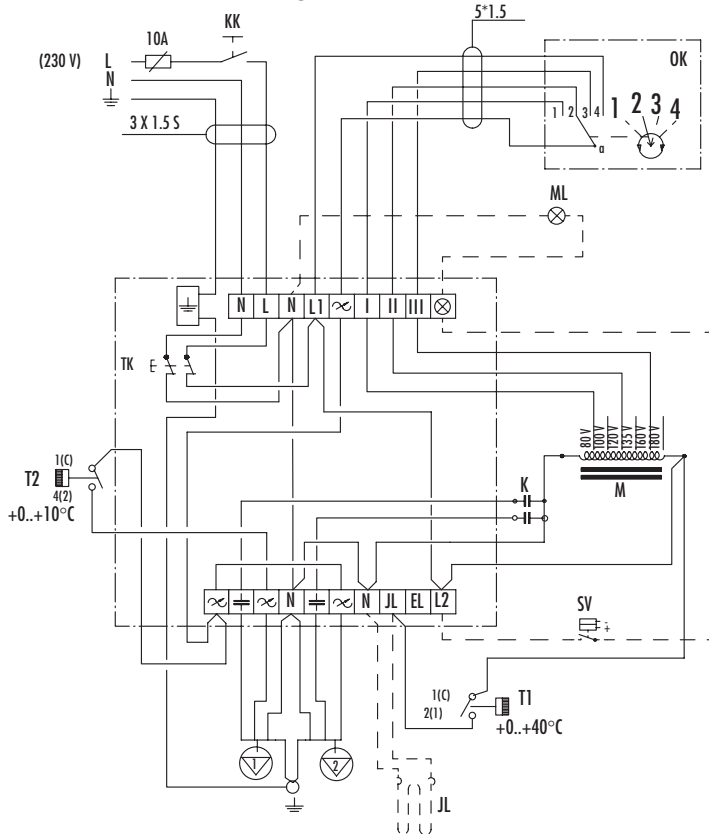 KK
10A
(230 V) L
N
3 X 1.5 S
5*1.5
OK
1 2 3 4
1 2 3 4
a
ML
N L N L1 I II III
TK
80 V
100 V
120 V
135 V
160 V
180 V
M
K
1(C)
T2
4(2)
+0..+10°C
N N JL EL L2
SV
+
1(C)
2(1)
T1
+0..+40°C
1
2
JL